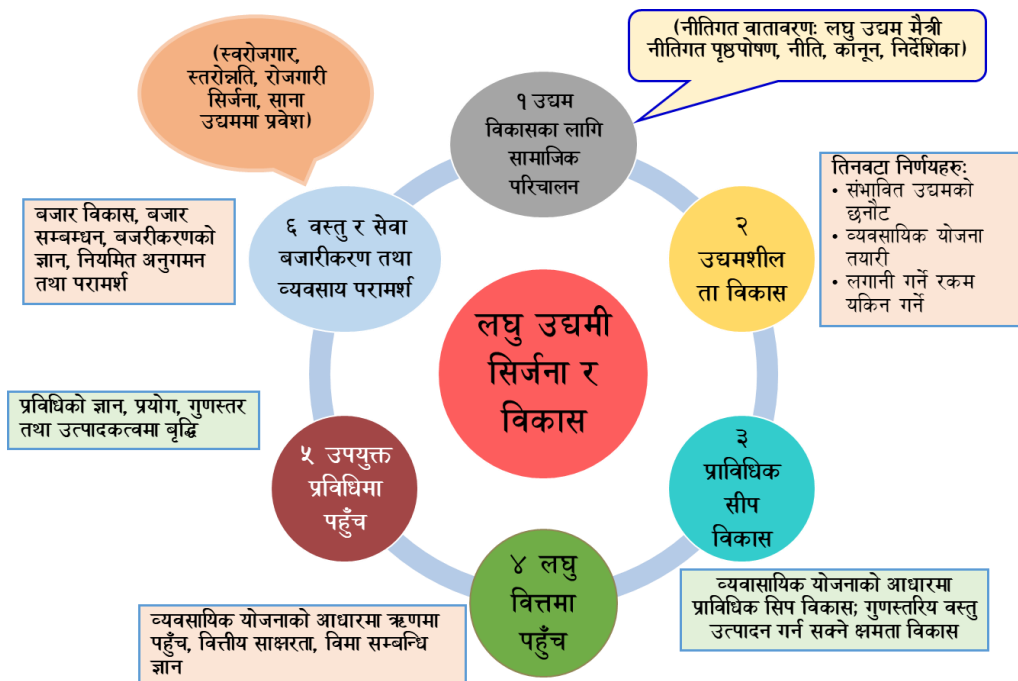 (स्वरोजगार,
स्तरोन्नति, रोजगारी
सिर्जना, साना
उद्यममा प्रवेश)
(नीतिगत वातावरणः लघु उद्यम मैत्री
नीतिगत पृष्ठपोषण, नीति, कानून, निर्देशिका)
१ उद्यम
विकासका लागि
सामाजिक
परिचालन
तिनवटा निर्णयहरुः
• संभावित उद्यमको
छनौट
• व्यवसायिक योजना
तयारी
• लगानी गर्ने रकम
यकिन गर्ने
२
उद्यमशील
ता विकास
६ वस्तु र सेवा
बजारीकरण तथा
व्यवसाय परामर्श
बजार विकास, बजार
सम्बम्धन, बजरीकरणको
ज्ञान, नियमित अनुगमन
तथा परामर्श
लघु उद्यमी
सिर्जना र
विकास
प्रविधिको ज्ञान, प्रयोग, गुणस्तर
तथा उत्पादकत्वमा बृद्धि
५ उपयुक्त
प्रविधिमा
पहुँच
३
प्राविधिक
सीप
विकास
४ लघु
वित्तमा
पहुँच
व्यवासायिक योजनाको आधारमा
प्राविधिक सिप विकास; गुणस्तरिय वस्तु
उत्पादन गर्न सक्ने क्षमता विकास
व्यवसायिक योजनाको आधारमा ऋणमा
पहुँच, वित्तीय साक्षरता, विमा सम्बन्धि
ज्ञान